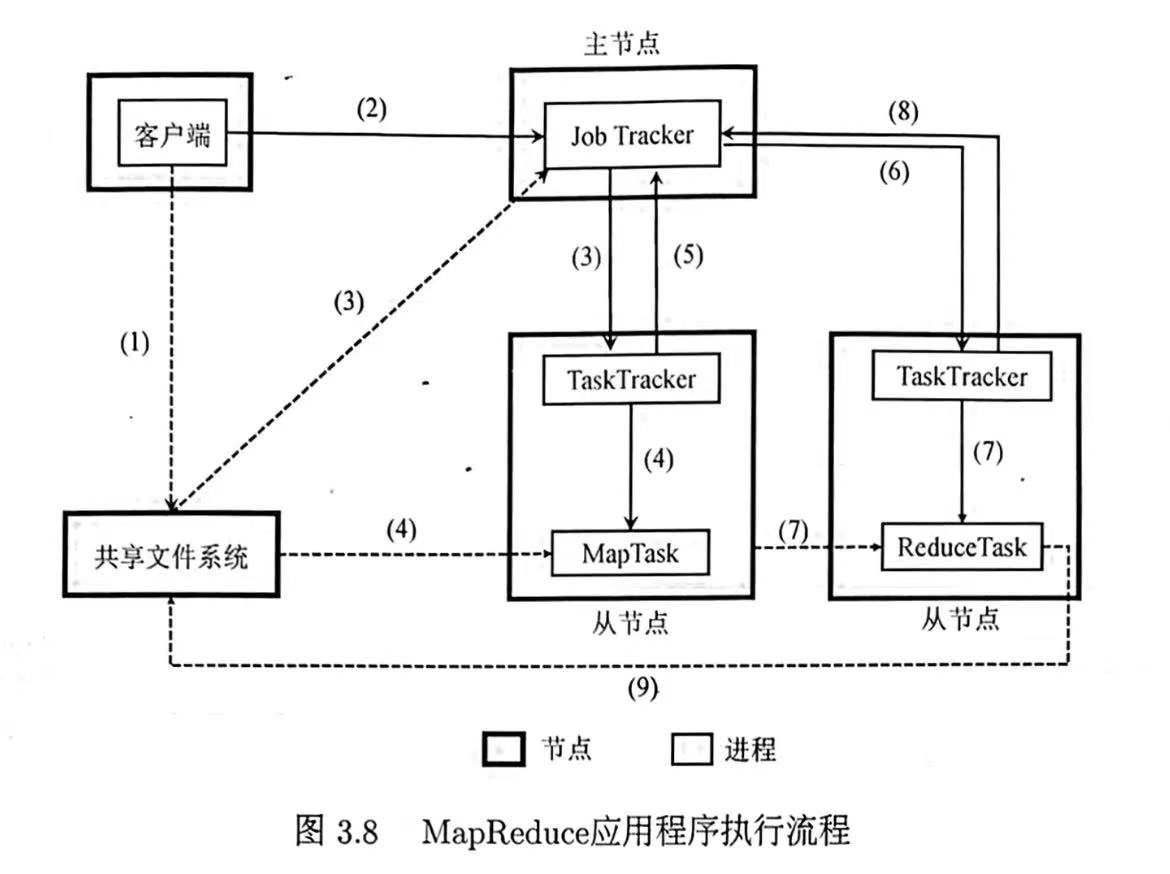 主节点
客户端
(2)
Job Tracker
(8)
(6)
(3)
(5)
(3)
(1)
TaskTracker
TaskTracker
(4)
(7)
共享文件系统
(4)
MapTask
(7)
ReduceTask
从节点
从节点
(9)
节点
进程
图 3.8 MapReduce应用程序执行流程